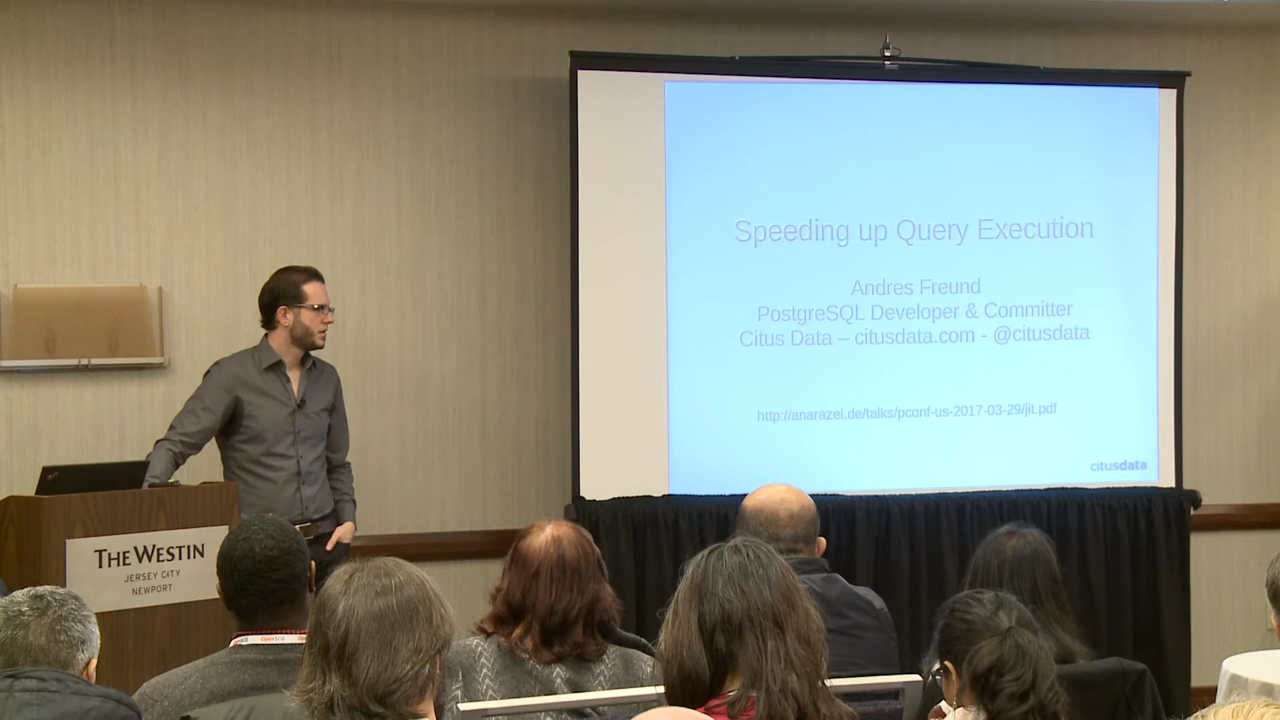 Speeding up Query Execution
Andres Freund
PostgreSQL Developer & Committer
Citus Data – citusdata.com - @citusdata
http://anarazel.de/talks/pconf-us-2017-03-29/jit.pdf
citusdata
THE WESTIN
JERSEY CITY
NEWPORT
OpenSCG